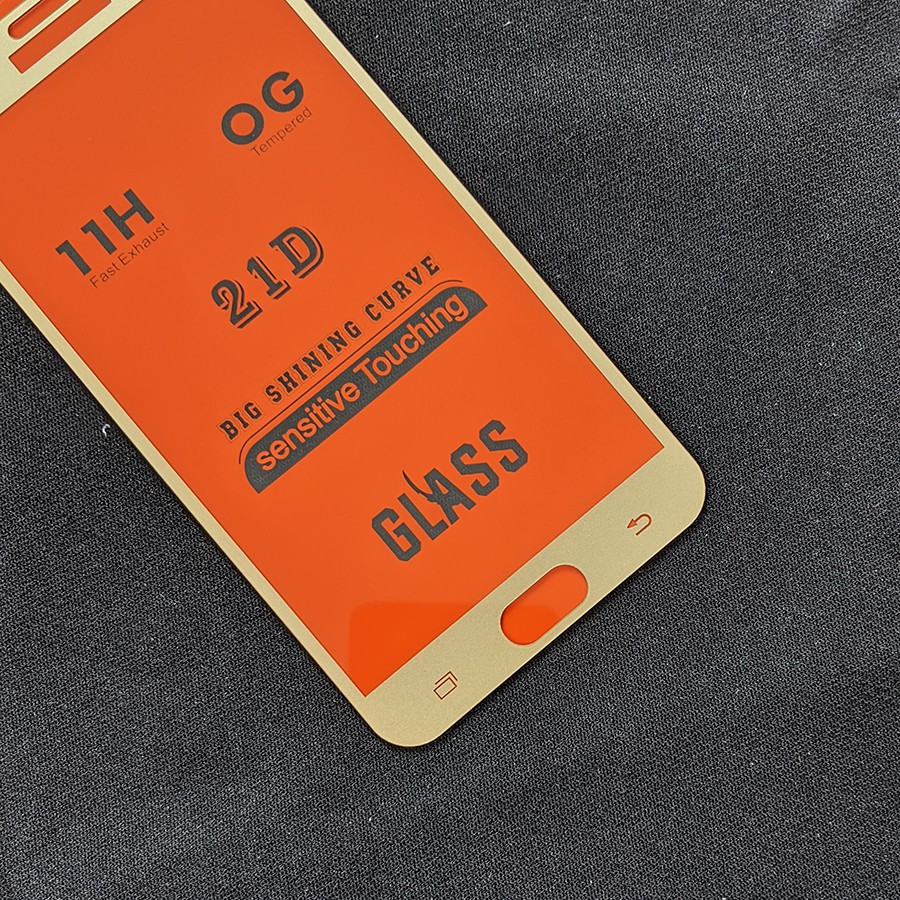 OG
Tempered
11H
Fast Exhaust
21D
BIG SHINING CURVE
sensitive Touching
GLASS